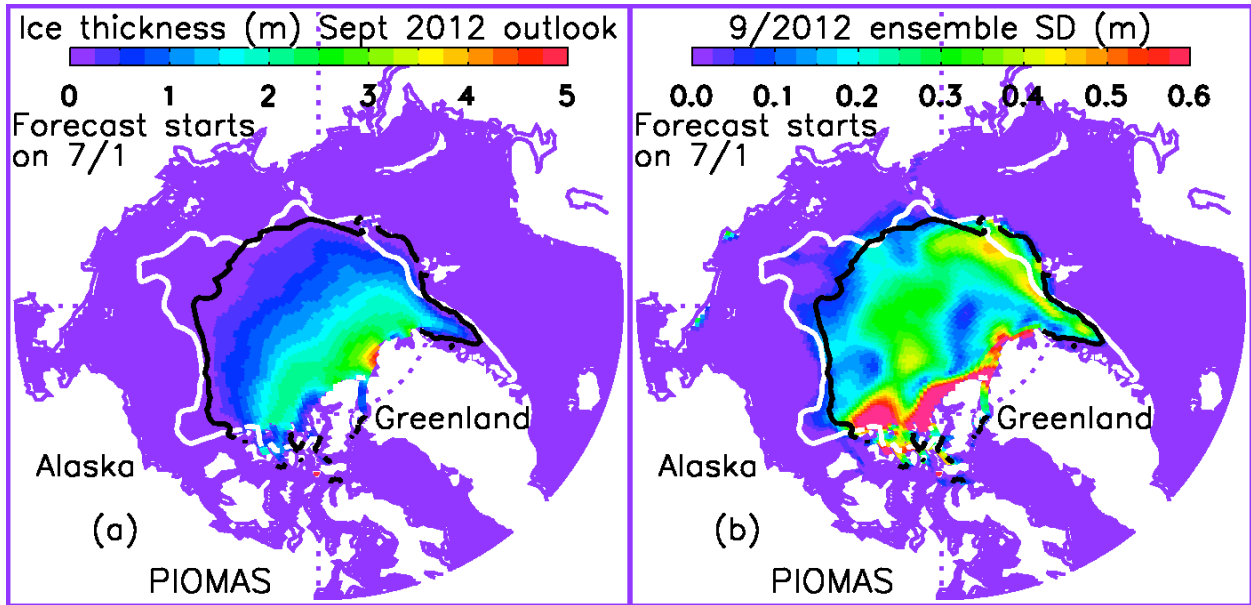 Ice thickness (m) Sept 2012 outlook
0 1 2 3 4 5
Forecast starts
on 7/1
Greenland
Alaska
(a)
PIOMAS
9/2012 ensemble SD (m)
0.0 0.1 0.2 0.3 0.4 0.5 0.6
Forecast starts
on 7/1
Greenland
Alaska
(b)
PIOMAS